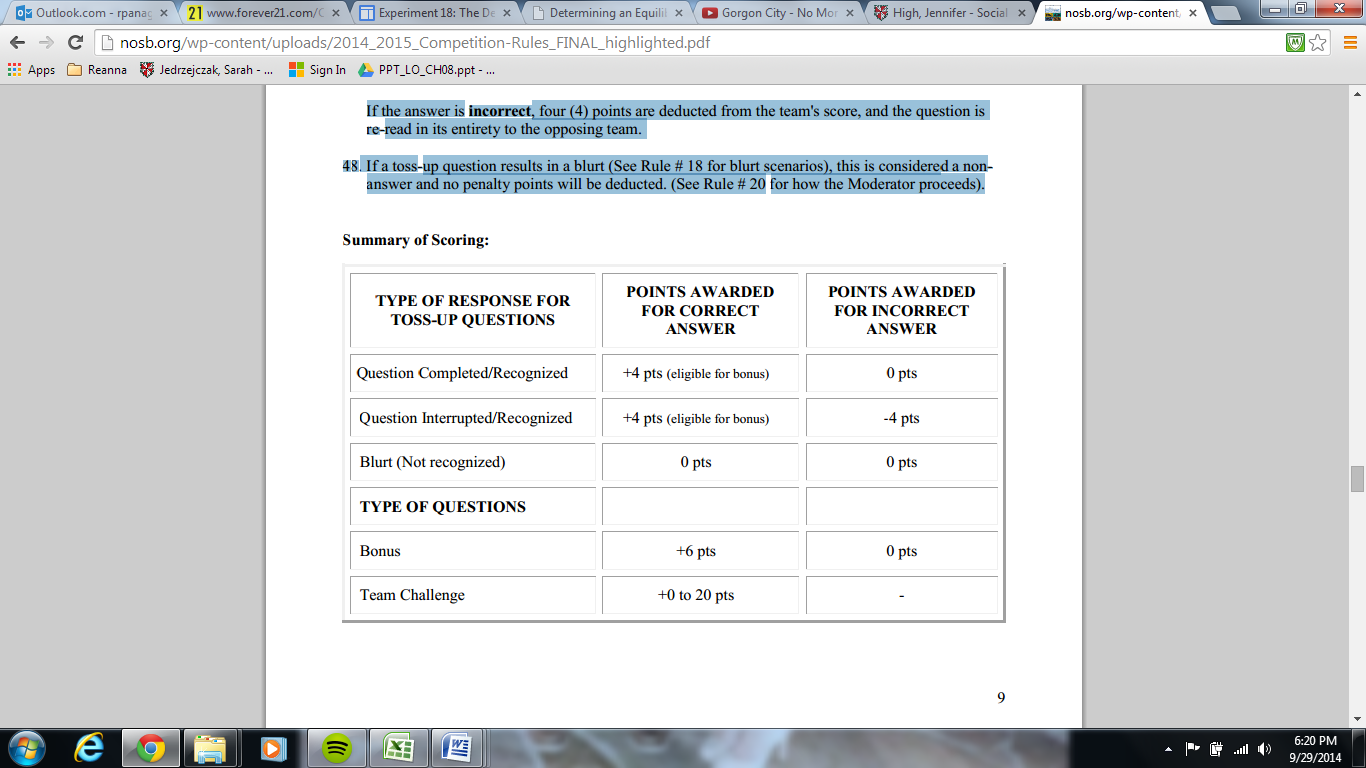 Outlook.com - rpanag
www.forever21.com/C
Experiment 18: The De
Determining an Equilil
Gorgon City - No Mor
High, Jennifer - Social
nosb.org/wp-content/
nosb.org/wp-content/uploads/2014_2015_Competition-Rules_FINAL_highlighted.pdf
Apps Reanna Jedrzejczak, Sarah - ... Sign In PPT_LO_CH08.ppt - ...
If the answer is incorrect, four (4) points are deducted from the team's score, and the question is
re-read in its entirety to the opposing team.
48. If a toss-up question results in a blurt (See Rule # 18 for blurt scenarios), this is considered a non-
answer and no penalty points will be deducted. (See Rule # 20 for how the Moderator proceeds).
Summary of Scoring:
TYPE OF RESPONSE FOR
TOSS-UP QUESTIONS
POINTS AWARDED
FOR CORRECT
ANSWER
POINTS AWARDED
FOR INCORRECT
ANSWER
Question Completed/Recognized +4 pts (eligible for bonus) 0 pts
Question Interrupted/Recognized +4 pts (eligible for bonus) -4 pts
Blurt (Not recognized) 0 pts 0 pts
TYPE OF QUESTIONS
Bonus +6 pts 0 pts
Team Challenge +0 to 20 pts -
9
6:20 PM
9/29/2014